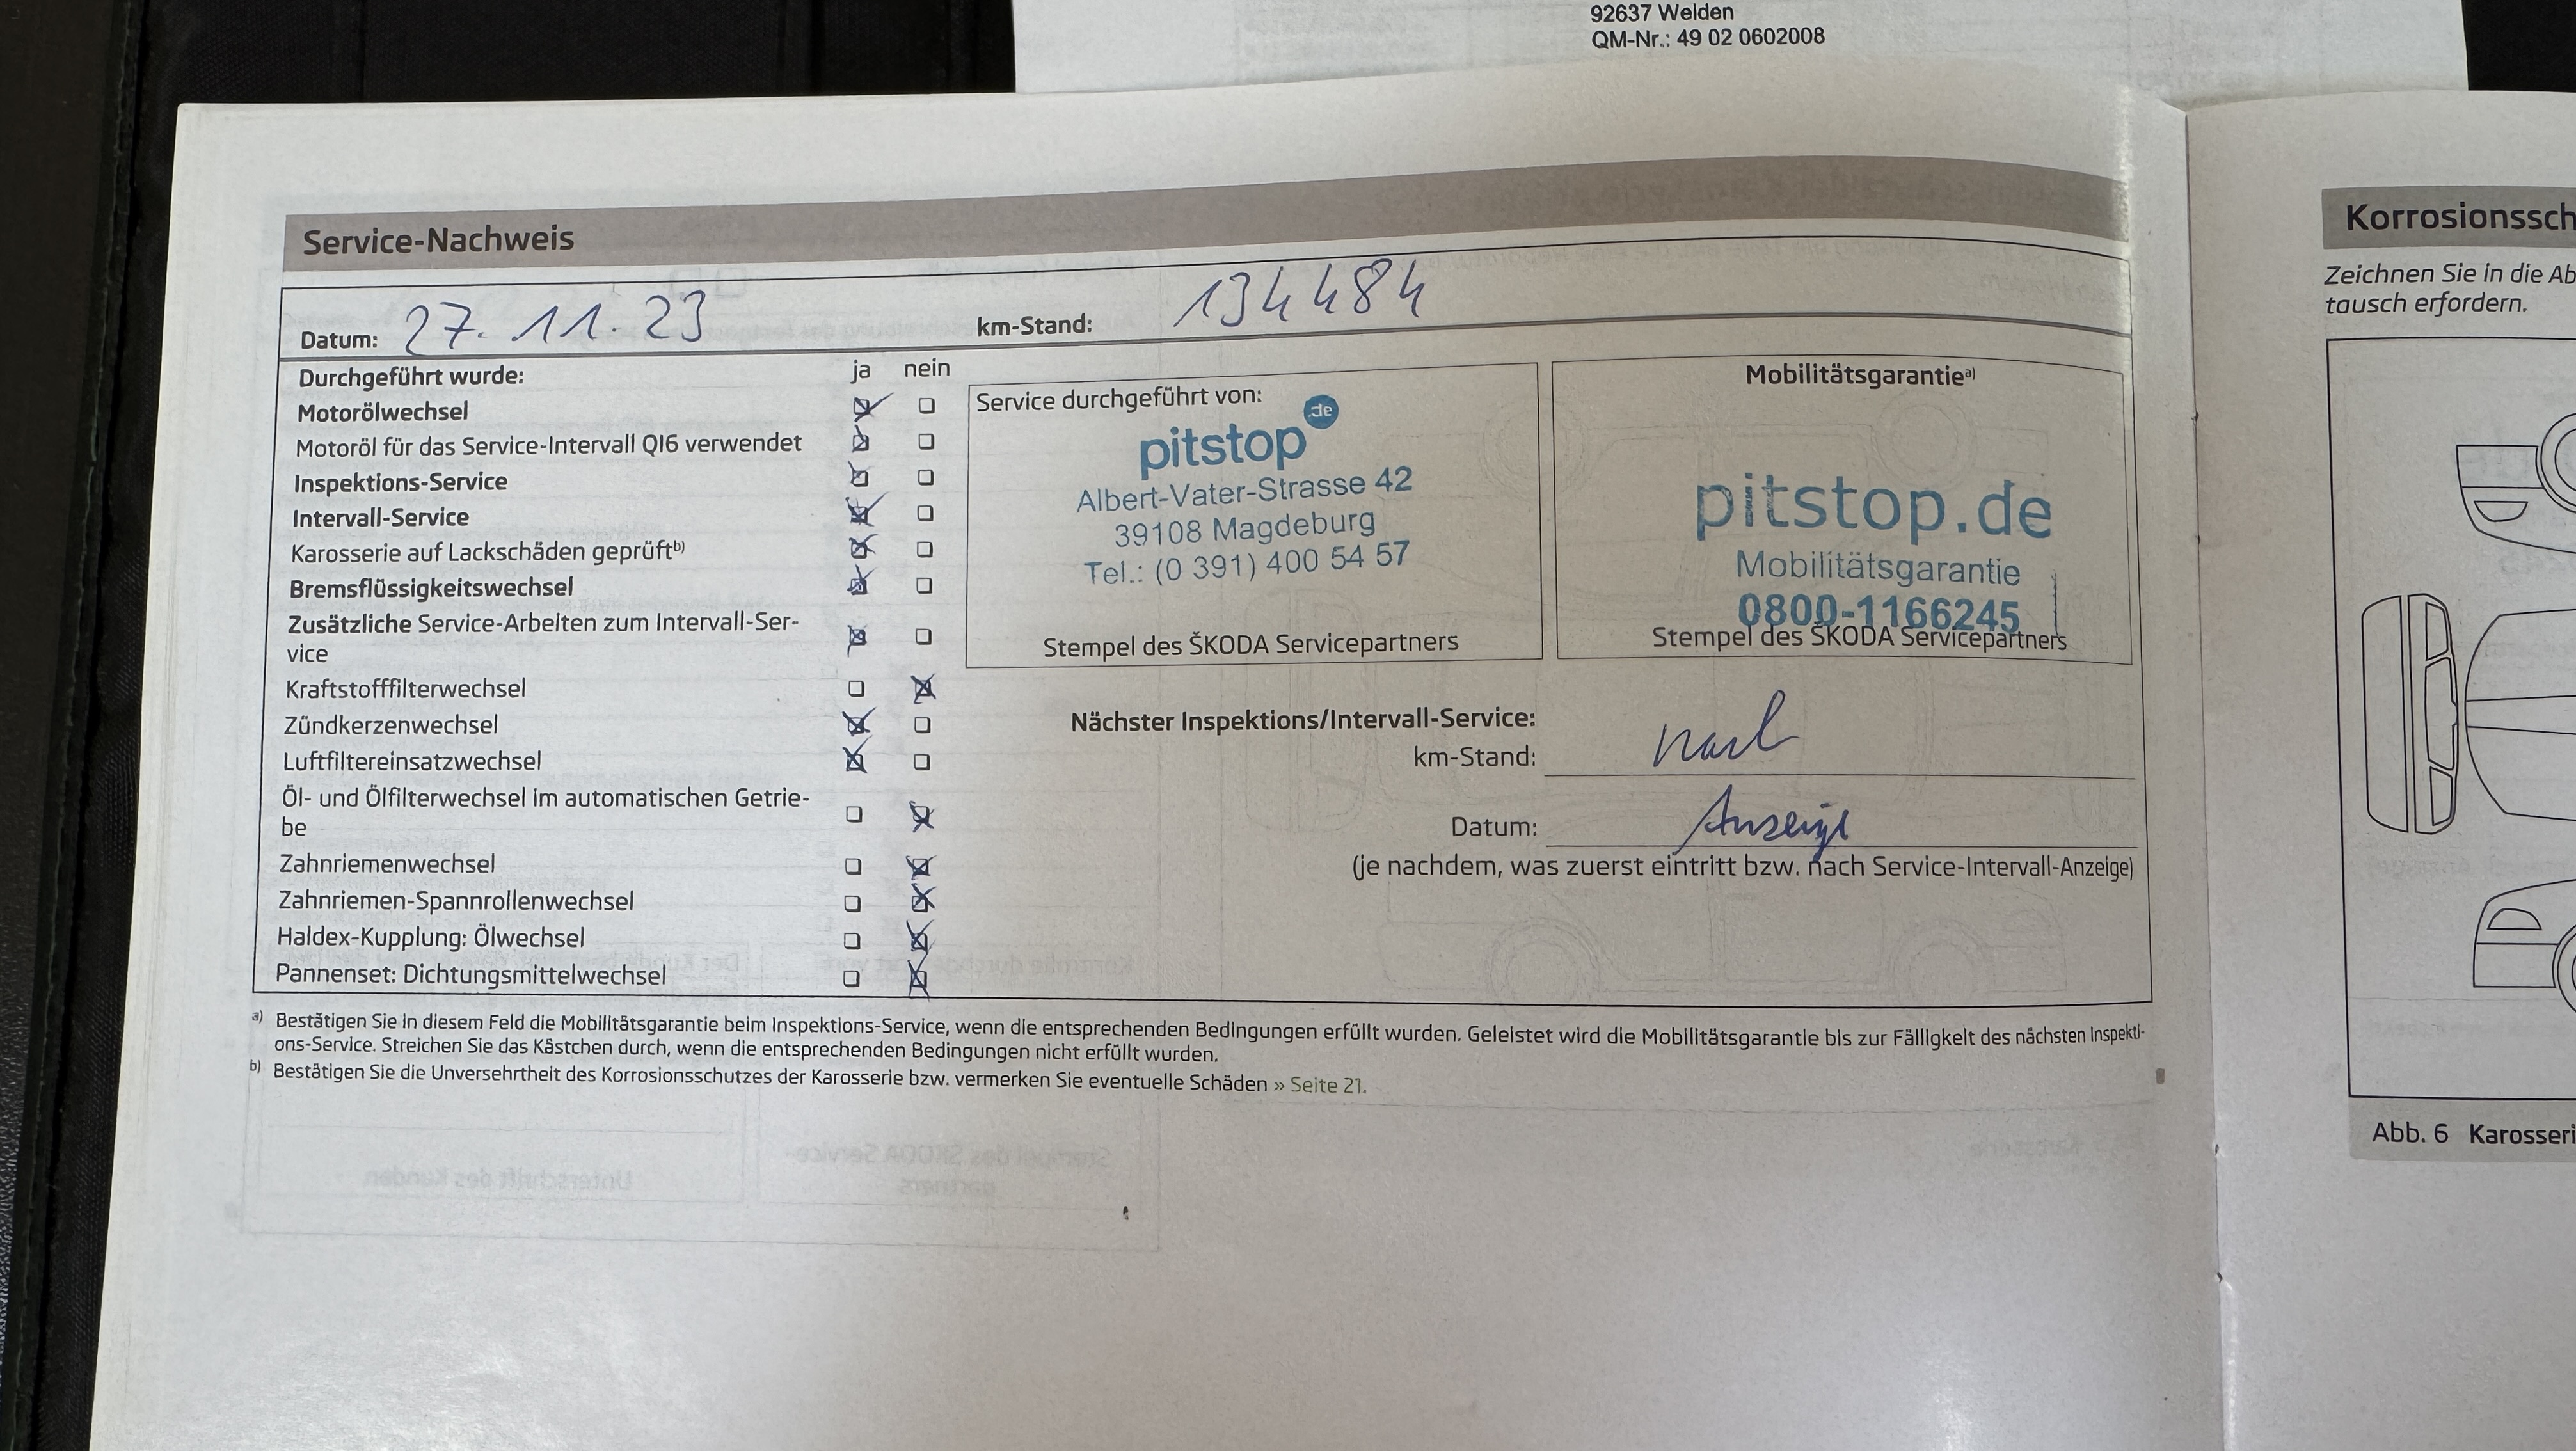 92637 Weiden
QM-Nr.: 49 02 0602008
Service-Nachweis
Datum: 27.11.23 km-Stand: 134484
Durchgeführt wurde: ja nein
Motorölwechsel
Motoröl für das Service-Intervall QI6 verwendet
Inspektions-Service
Intervall-Service
Karosserie auf Lackschäden geprüft b)
Bremsflüssigkeitswechsel
Zusätzliche Service-Arbeiten zum Intervall-Ser-
vice
Kraftstofffilterwechsel
Zündkerzenwechsel
Luftfiltereinsatzwechsel
Öl- und Ölfilterwechsel im automatischen Getrie-
be
Zahnriemenwechsel
Zahnriemen-Spannrollenwechsel
Haldex-Kupplung: Ölwechsel
Pannenset: Dichtungsmittelwechsel
Service durchgeführt von:
pitstop.de
Albert-Vater-Strasse 42
39108 Magdeburg
Tel.: (0 391) 400 54 57
Stempel des ŠKODA Servicepartners
Mobilitätsgarantie a)
pitstop.de
Mobilitätsgarantie
0800-1166245
Stempel des ŠKODA Servicepartners
Nächster Inspektions/Intervall-Service:
km-Stand: nach
Datum: Anzeige
(je nachdem, was zuerst eintritt bzw. nach Service-Intervall-Anzeige)
a) Bestätigen Sie in diesem Feld die Mobilitätsgarantie beim Inspektions-Service, wenn die entsprechenden Bedingungen erfüllt wurden. Geleistet wird die Mobilitätsgarantie bis zur Fälligkeit des nächsten Inspekti-
ons-Service. Streichen Sie das Kästchen durch, wenn die entsprechenden Bedingungen nicht erfüllt wurden.
b) Bestätigen Sie die Unversehrtheit des Korrosionsschutzes der Karosserie bzw. vermerken Sie eventuelle Schäden » Seite 21.
Korrosionssch
Zeichnen Sie in die Ab
tausch erfordern.
Abb. 6 Karosseri